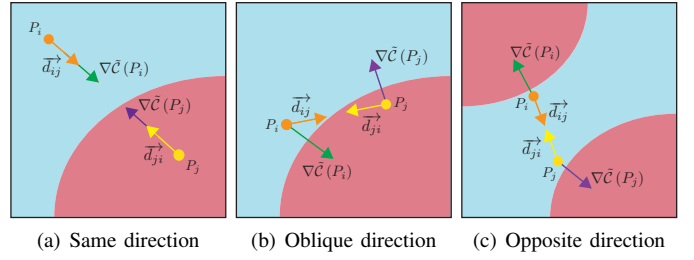 P_i
\overrightarrow{d_{ij}}
∇\tilde{C}(P_i)
∇\tilde{C}(P_j)
\overrightarrow{d_{ji}}
P_j
(a) Same direction
∇\tilde{C}(P_j)
\overrightarrow{d_{ij}}
P_j
P_i
\overrightarrow{d_{ji}}
∇\tilde{C}(P_i)
(b) Oblique direction
∇\tilde{C}(P_i)
P_i
\overrightarrow{d_{ij}}
\overrightarrow{d_{ji}}
P_j
∇\tilde{C}(P_j)
(c) Opposite direction